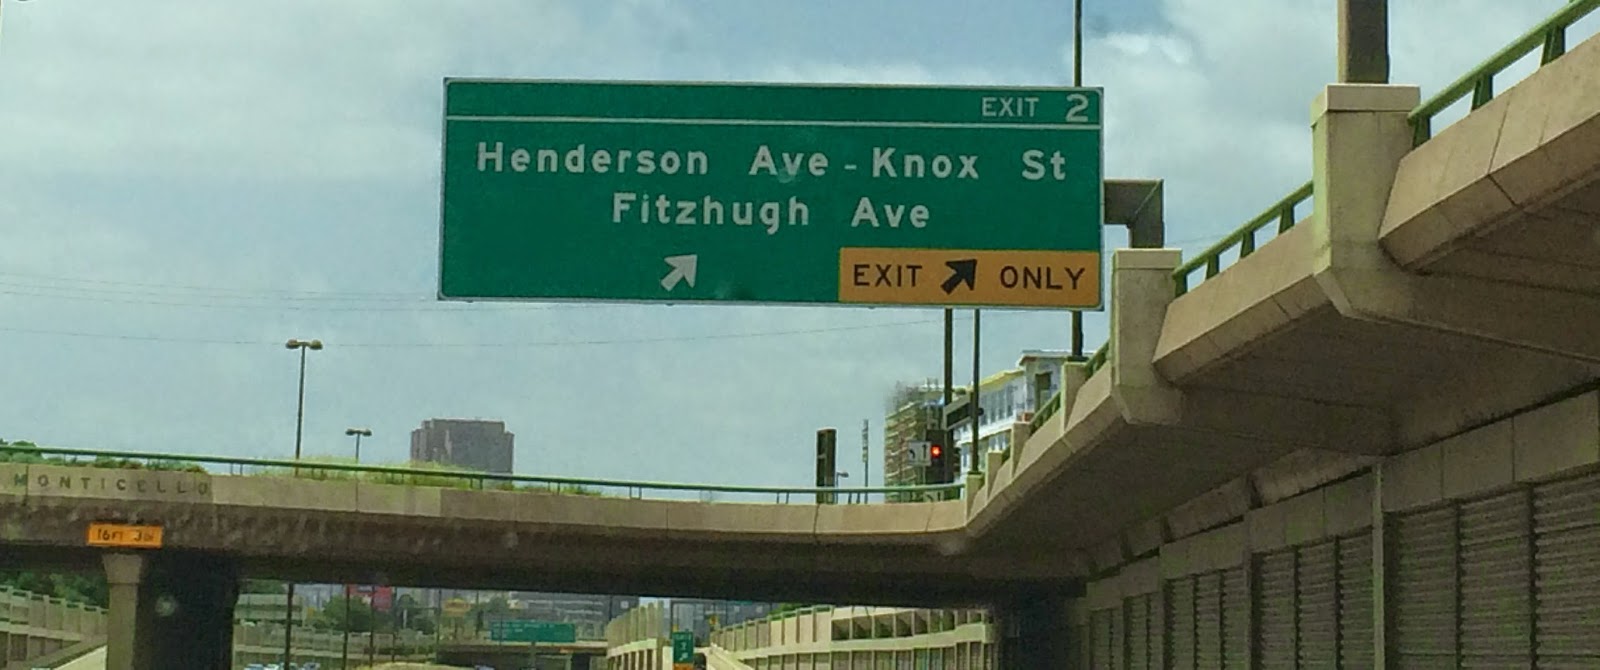 EXIT 2
Henderson Ave - Knox St
Fitzhugh Ave
EXIT ONLY
MONTICELLO